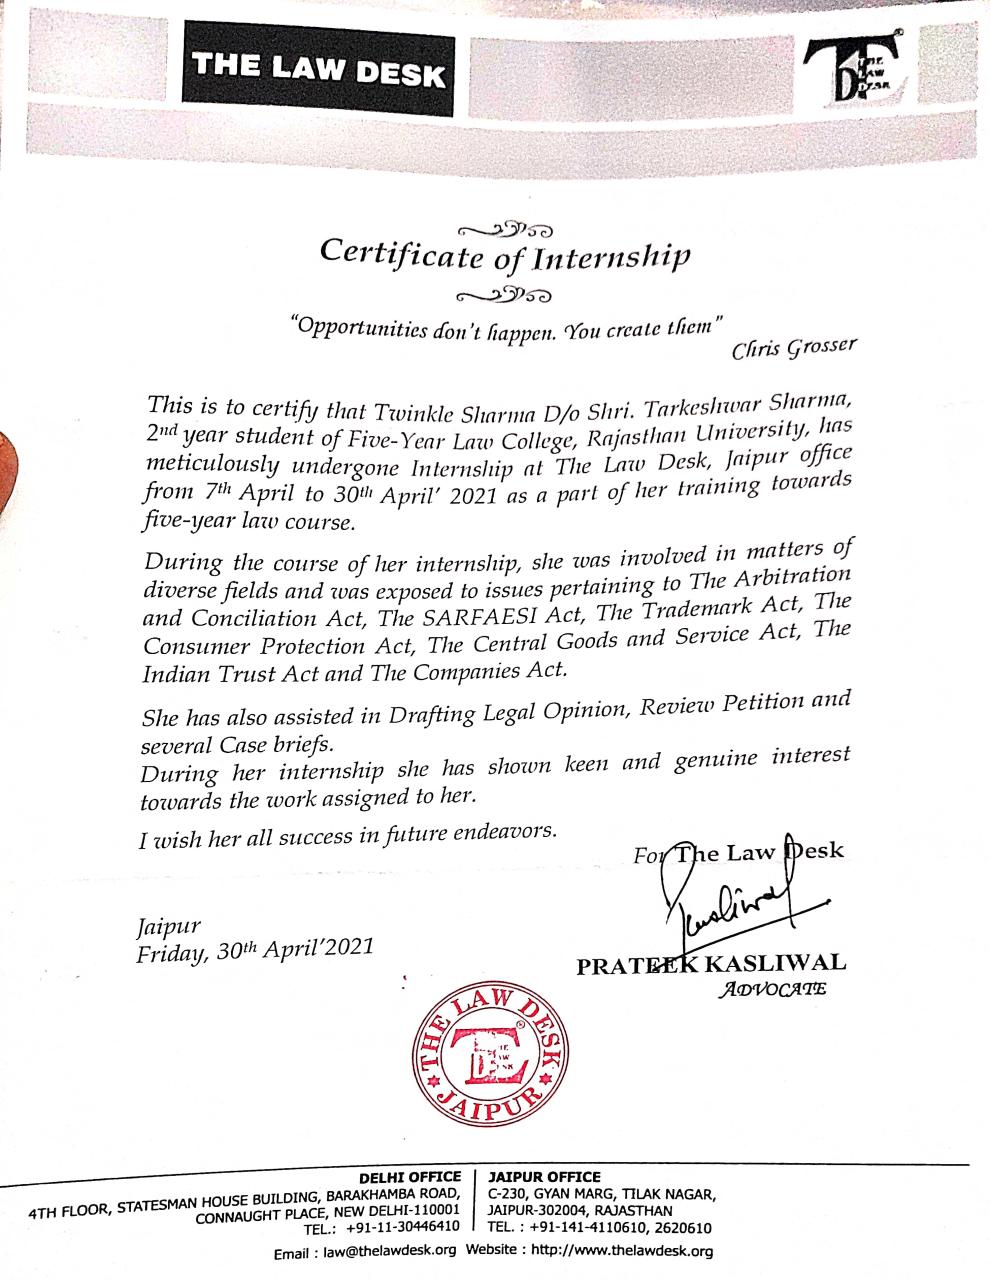 THE LAW DESK
THE
LAW
DESK
®
Certificate of Internship
"Opportunities don't happen. You create them"
Chris Grosser
This is to certify that Twinkle Sharma D/o Shri. Tarkeshwar Sharma,
2nd year student of Five-Year Law College, Rajasthan University, has
meticulously undergone Internship at The Law Desk, Jaipur office
from 7th April to 30th April' 2021 as a part of her training towards
five-year law course.
During the course of her internship, she was involved in matters of
diverse fields and was exposed to issues pertaining to The Arbitration
and Conciliation Act, The SARFAESI Act, The Trademark Act, The
Consumer Protection Act, The Central Goods and Service Act, The
Indian Trust Act and The Companies Act.
She has also assisted in Drafting Legal Opinion, Review Petition and
several Case briefs.
During her internship she has shown keen and genuine interest
towards the work assigned to her.
I wish her all success in future endeavors.
For The Law Desk
Kasliwal
Jaipur
Friday, 30th April'2021
PRATEEK KASLIWAL
ADVOCATE
THE LAW DESK
JAIPUR
DELHI OFFICE
4TH FLOOR, STATESMAN HOUSE BUILDING, BARAKHAMBA ROAD,
CONNAUGHT PLACE, NEW DELHI-110001
TEL.: +91-11-30446410
JAIPUR OFFICE
C-230, GYAN MARG, TILAK NAGAR,
JAIPUR-302004, RAJASTHAN
TEL. : +91-141-4110610, 2620610
Email : law@thelawdesk.org Website : http://www.thelawdesk.org